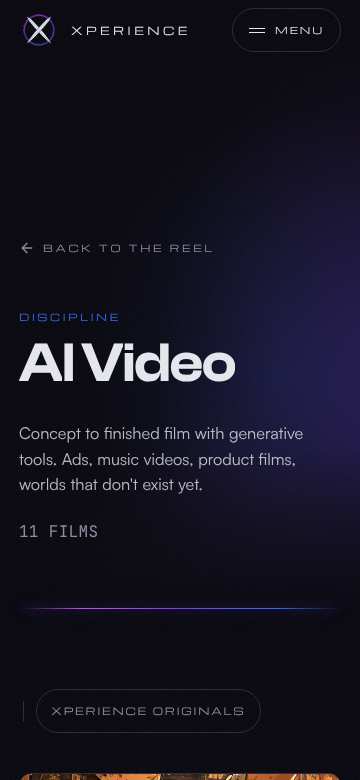 XPERIENCE
MENU
← BACK TO THE REEL
DISCIPLINE
AI Video
Concept to finished film with generative
tools. Ads, music videos, product films,
worlds that don't exist yet.
11 FILMS
XPERIENCE ORIGINALS